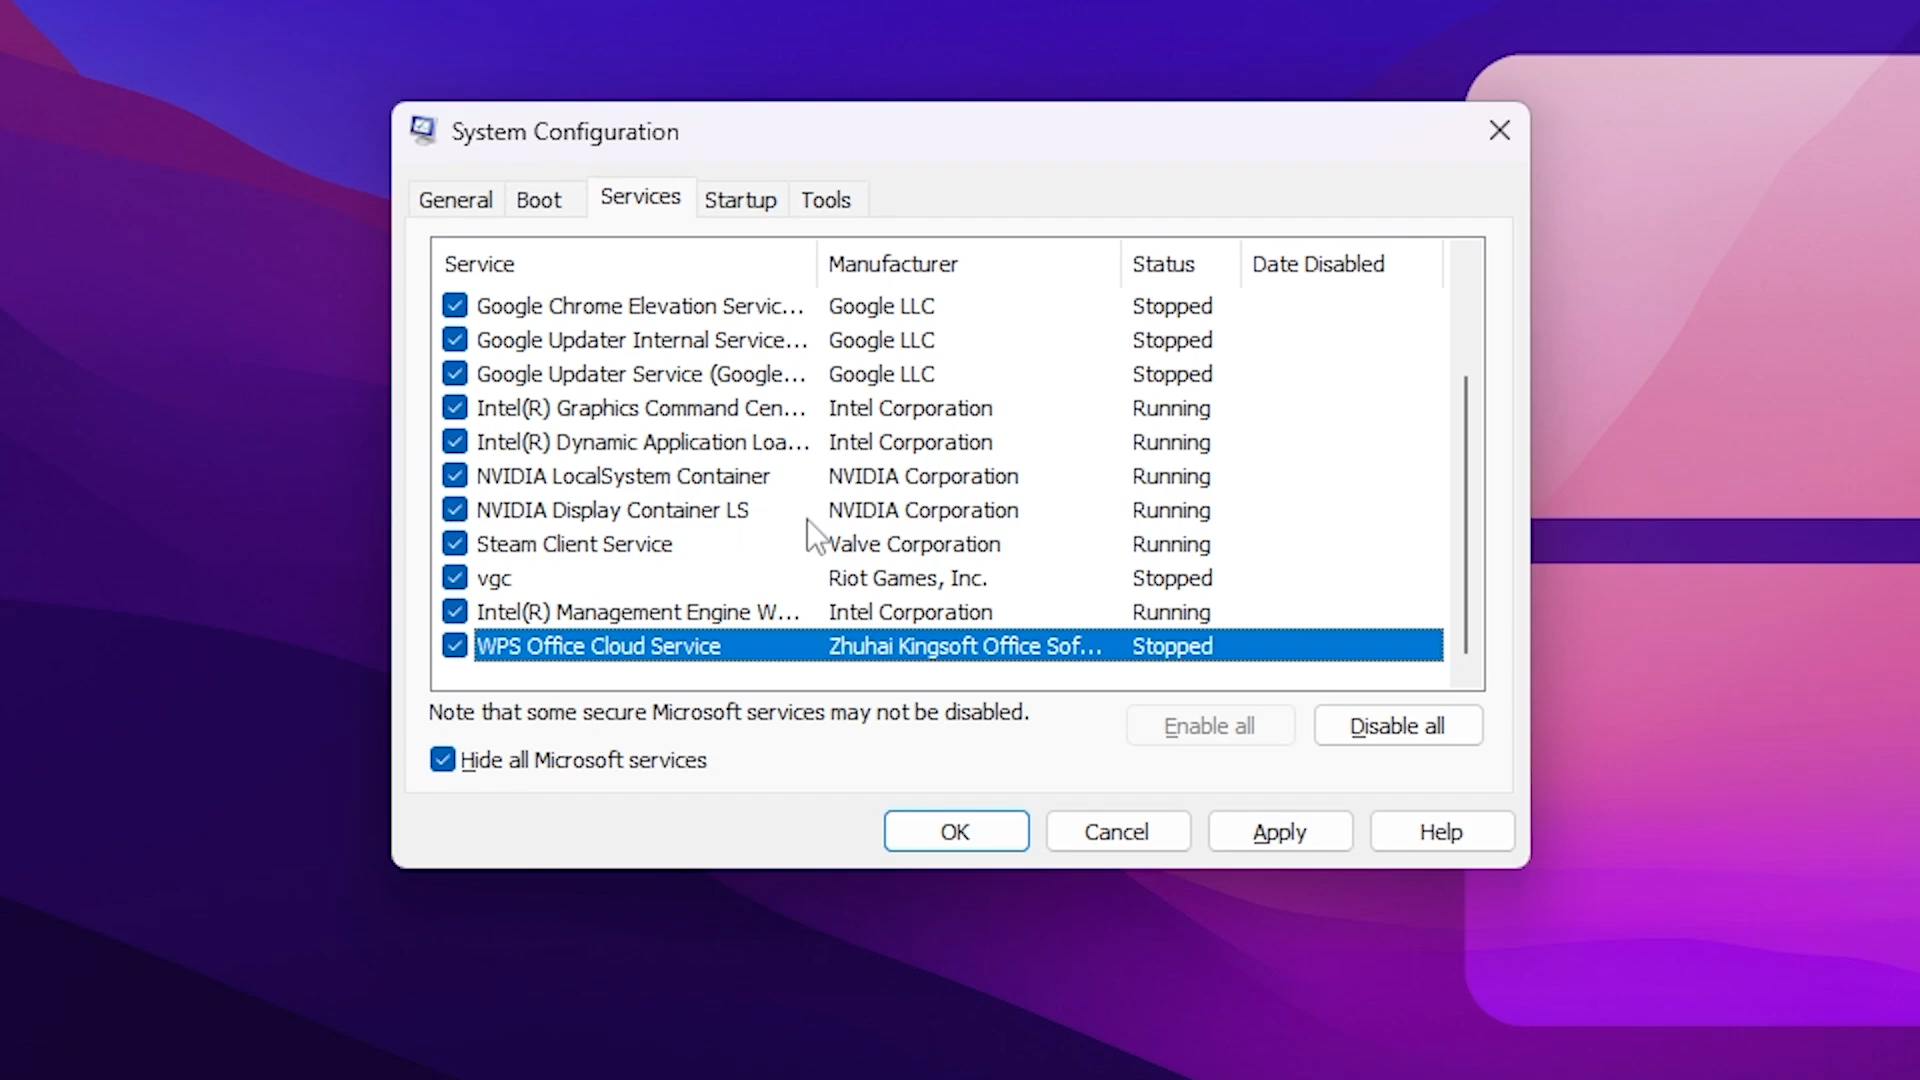 System Configuration
General Boot Services Startup Tools
Service Manufacturer Status Date Disabled
Google Chrome Elevation Servic... Google LLC Stopped
Google Updater Internal Service... Google LLC Stopped
Google Updater Service (Google... Google LLC Stopped
Intel(R) Graphics Command Cen... Intel Corporation Running
Intel(R) Dynamic Application Loa... Intel Corporation Running
NVIDIA LocalSystem Container NVIDIA Corporation Running
NVIDIA Display Container LS NVIDIA Corporation Running
Steam Client Service Valve Corporation Running
vgc Riot Games, Inc. Stopped
Intel(R) Management Engine W... Intel Corporation Running
WPS Office Cloud Service Zhuhai Kingsoft Office Sof... Stopped
Note that some secure Microsoft services may not be disabled.
Enable all Disable all
Hide all Microsoft services
OK Cancel Apply Help